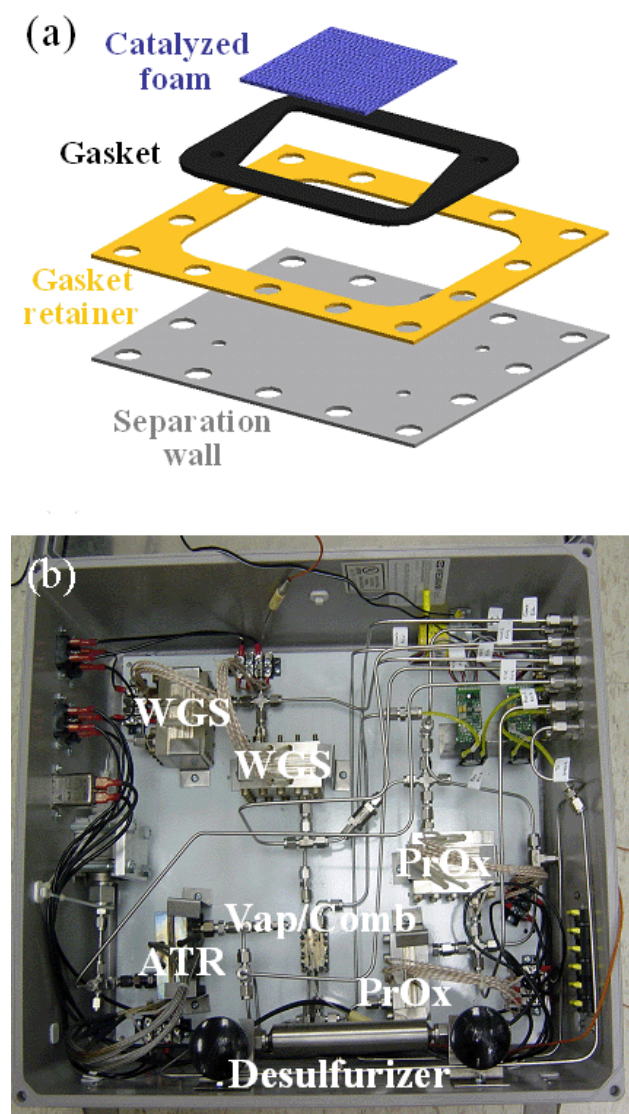 (a)
Catalyzed
foam
Gasket
Gasket
retainer
Separation
wall
(b)
WGS
WGS
PrOx
Vap/Comb
ATR
PrOx
Desulfurizer